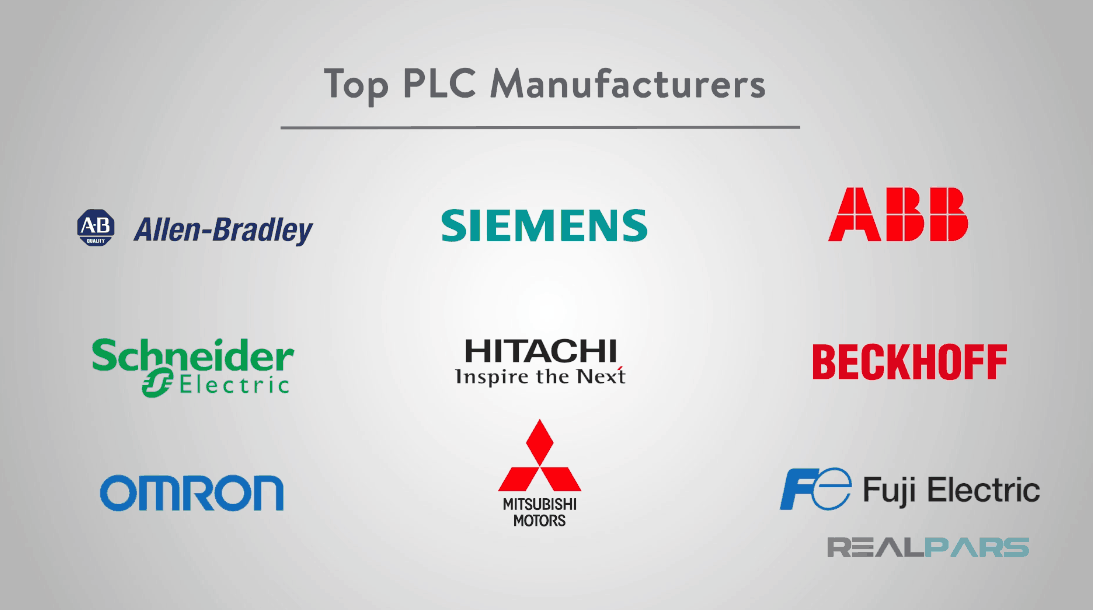 Top PLC Manufacturers
A-B
QUALITY
Allen-Bradley
SIEMENS
ABB
Schneider
Electric
HITACHI
Inspire the Next
BECKHOFF
OMRON
MITSUBISHI
MOTORS
Fe Fuji Electric
REALPARS